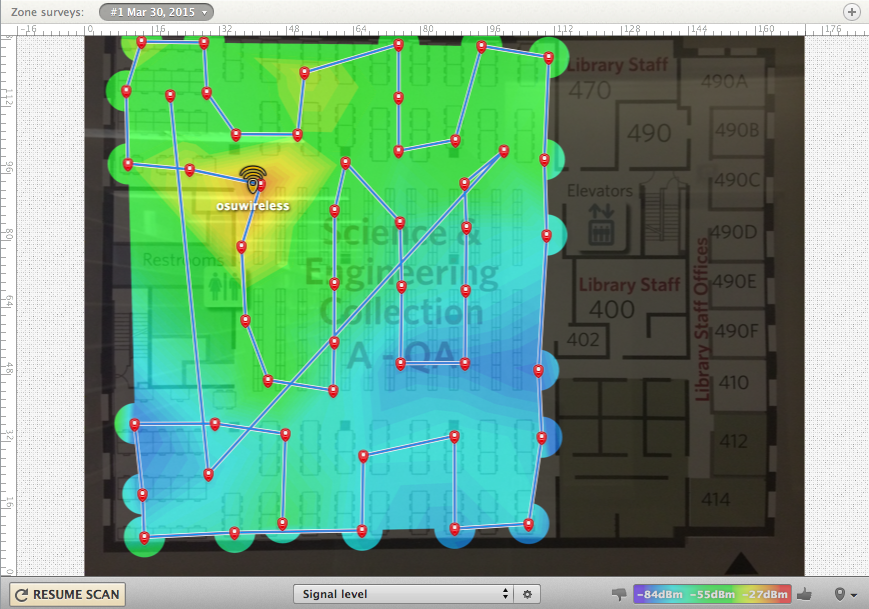 Zone surveys: #1 Mar 30, 2015
-16 0 16 32 48 64 80 96 112 128 144 160 176
112
96
80
64
48
32
16
0
Library Staff
470
490A
490
490B
490C
Elevators
osuwireless
Restrooms
Science &
Engineering
Collection
A - QA
490D
Library Staff
400
490E
402
490F
Library Staff Offices
410
412
414
RESUME SCAN
Signal level
-84dBm -55dBm -27dBm